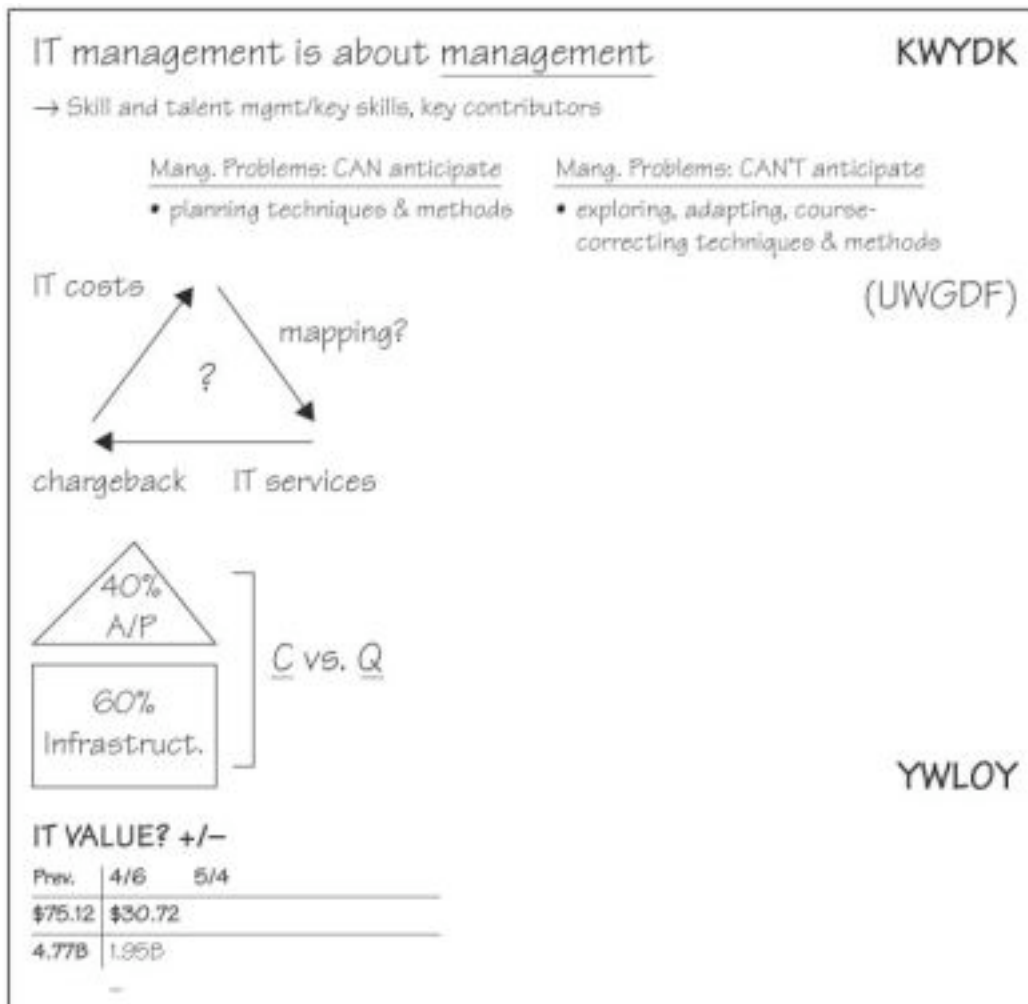 IT management is about management KWYDK
→ Skill and talent mgmt/key skills, key contributors
Mang. Problems: CAN anticipate
• planning techniques & methods
Mang. Problems: CAN'T anticipate
• exploring, adapting, course-
correcting techniques & methods
(UWGDF)
IT costs
mapping?
?
chargeback IT services
40%
A/P
C vs. Q
60%
Infrastruct.
YWLOY
IT VALUE? +/–
Prev. 4/6 5/4
$75.12 $30.72
4.77B 1.95B
–